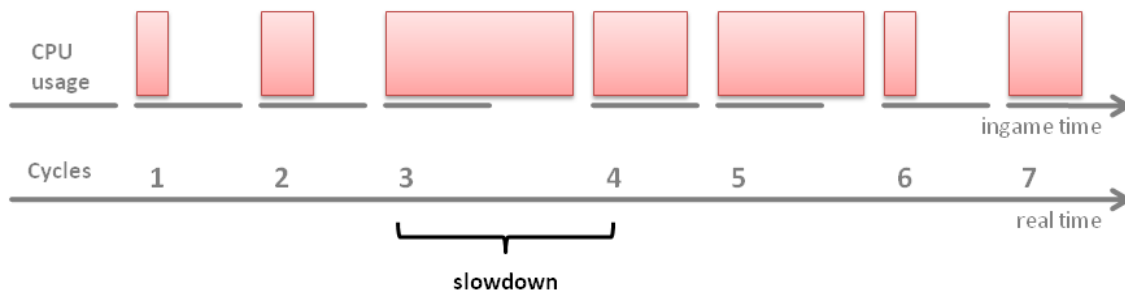 CPU
usage
ingame time
Cycles
1 2 3 4 5 6 7
real time
slowdown